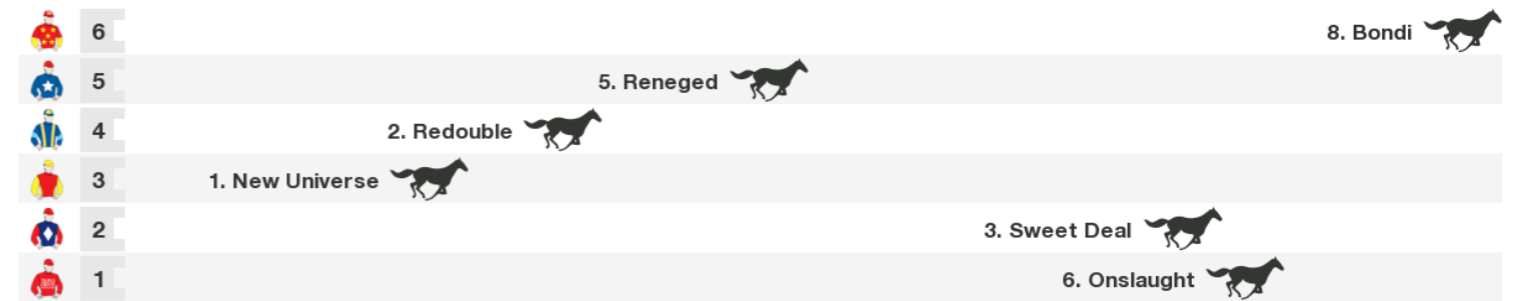 6 8. Bondi
5 5. Reneged
4 2. Redouble
3 1. New Universe
2 3. Sweet Deal
1 6. Onslaught